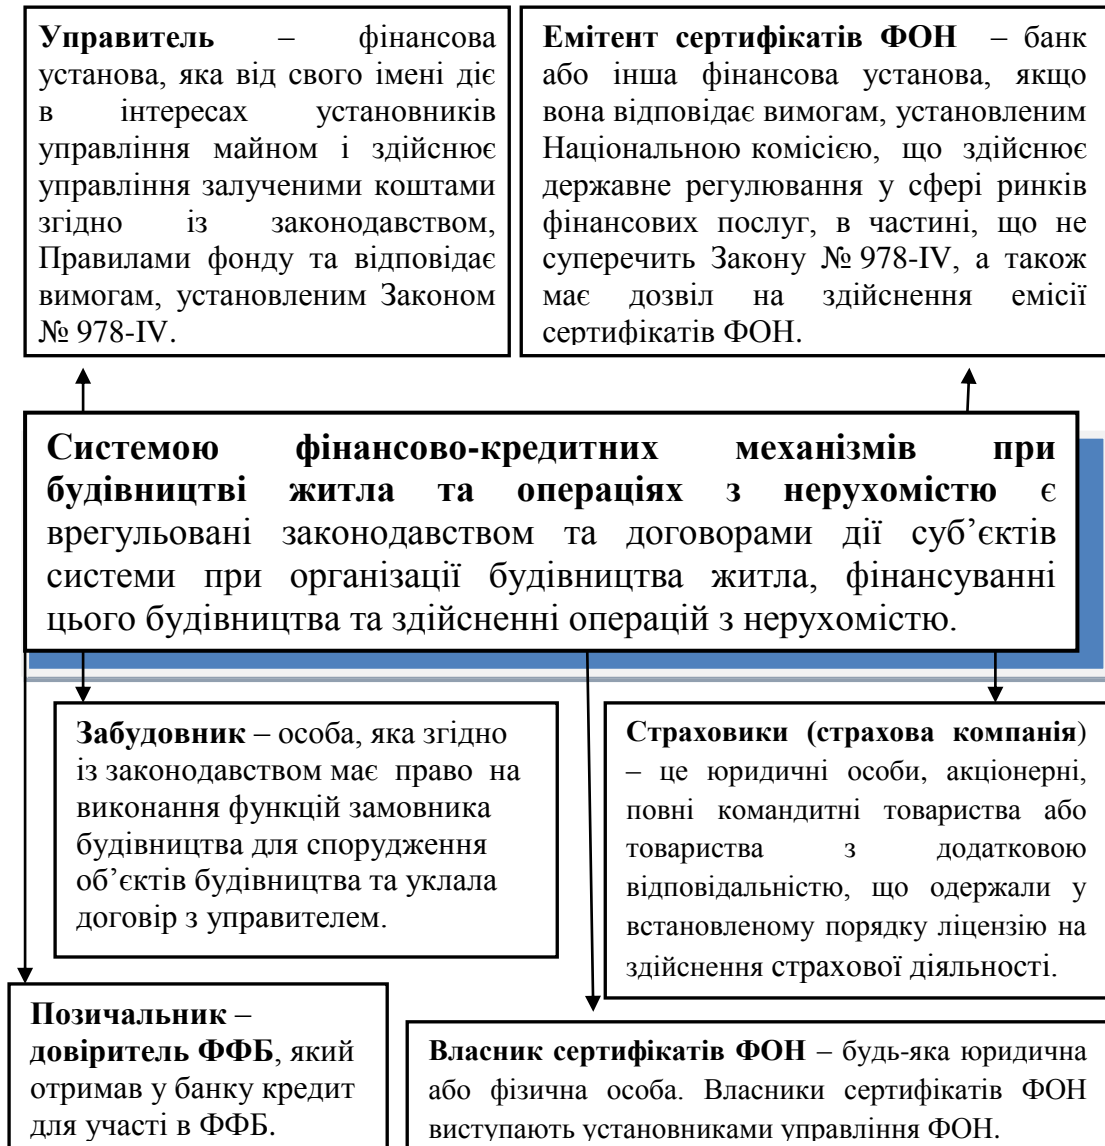 Управитель – фінансова
установа, яка від свого імені діє
в інтересах установників
управління майном і здійснює
управління залученими коштами
згідно із законодавством,
Правилами фонду та відповідає
вимогам, установленим Законом
№ 978-IV.
Емітент сертифікатів ФОН – банк
або інша фінансова установа, якщо
вона відповідає вимогам, установленим
Національною комісією, що здійснює
державне регулювання у сфері ринків
фінансових послуг, в частині, що не
суперечить Закону № 978-IV, а також
має дозвіл на здійснення емісії
сертифікатів ФОН.
Системою фінансово-кредитних механізмів при
будівництві житла та операціях з нерухомістю є
врегульовані законодавством та договорами дії суб’єктів
системи при організації будівництва житла, фінансуванні
цього будівництва та здійсненні операцій з нерухомістю.
Забудовник – особа, яка згідно
із законодавством має право на
виконання функцій замовника
будівництва для спорудження
об’єктів будівництва та уклала
договір з управителем.
Страховики (страхова компанія)
– це юридичні особи, акціонерні,
повні командитні товариства або
товариства з додатковою
відповідальністю, що одержали у
встановленому порядку ліцензію на
здійснення страхової діяльності.
Позичальник –
довіритель ФФБ, який
отримав у банку кредит
для участі в ФФБ.
Власник сертифікатів ФОН – будь-яка юридична
або фізична особа. Власники сертифікатів ФОН
виступають установниками управління ФОН.